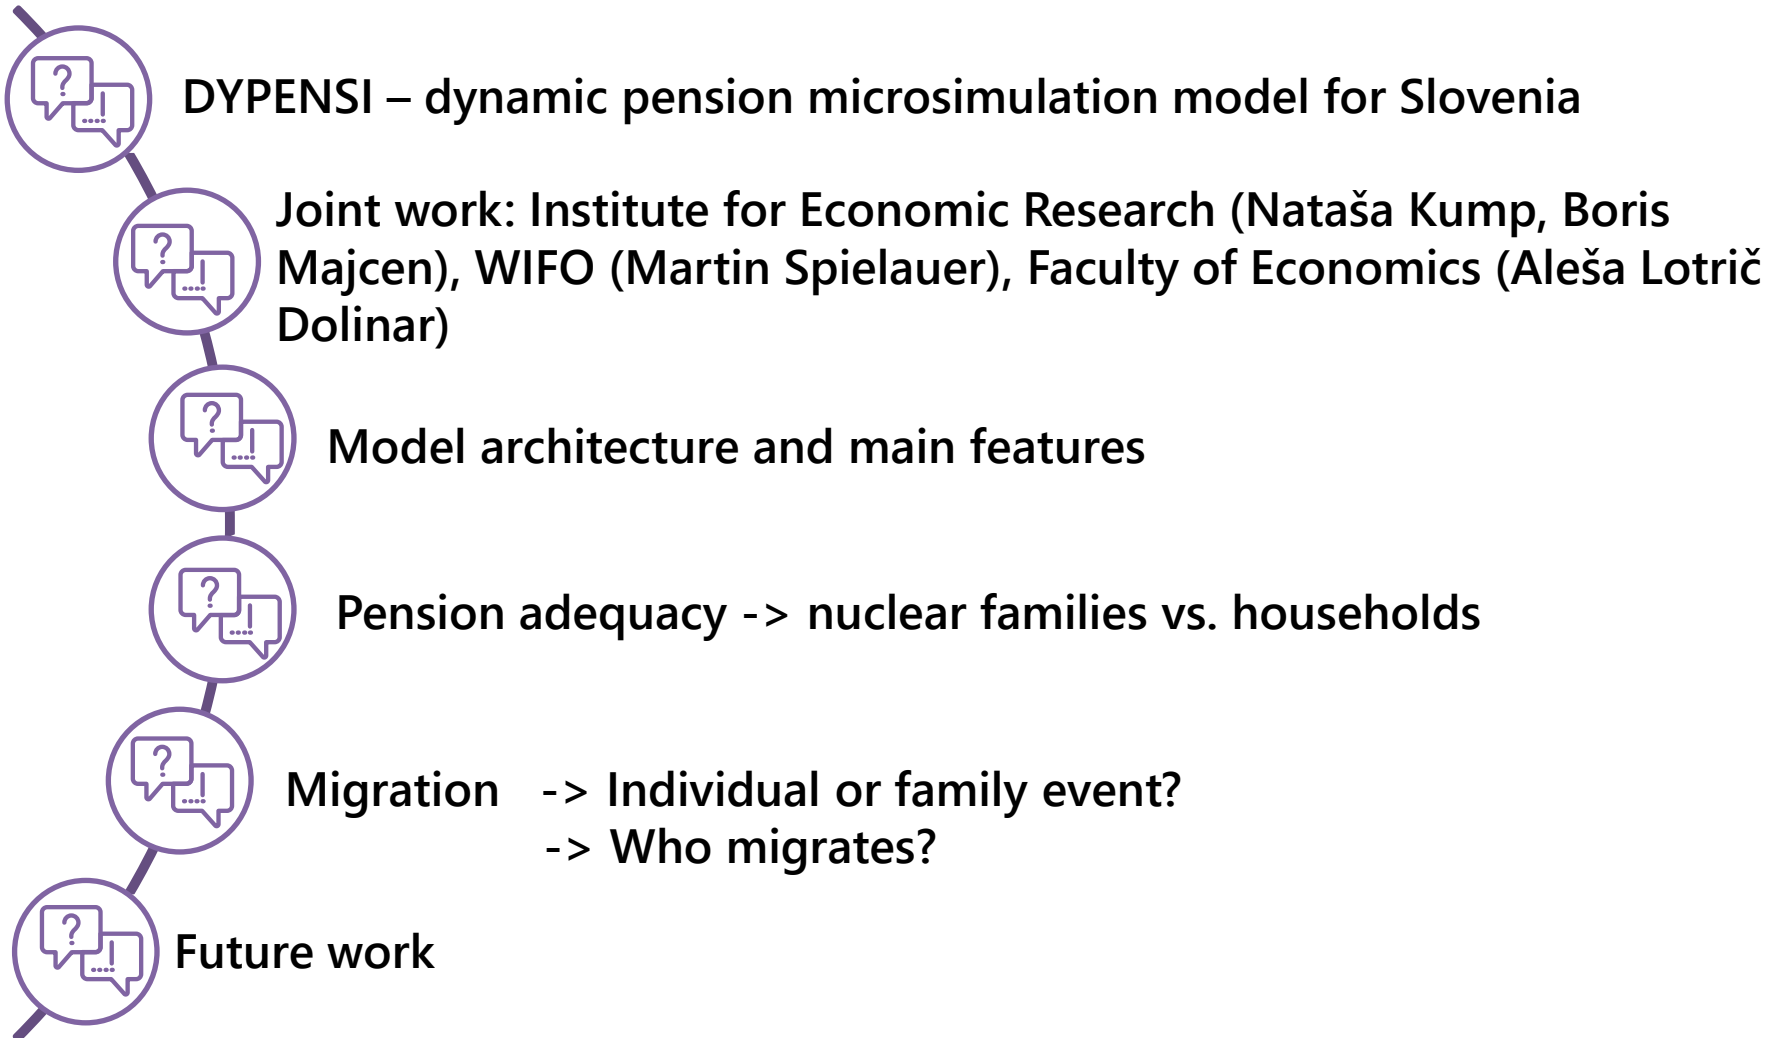 DYPENSI – dynamic pension microsimulation model for Slovenia
Joint work: Institute for Economic Research (Nataša Kump, Boris
Majcen), WIFO (Martin Spielauer), Faculty of Economics (Aleša Lotrič
Dolinar)
Model architecture and main features
Pension adequacy -> nuclear families vs. households
Migration -> Individual or family event?
-> Who migrates?
Future work